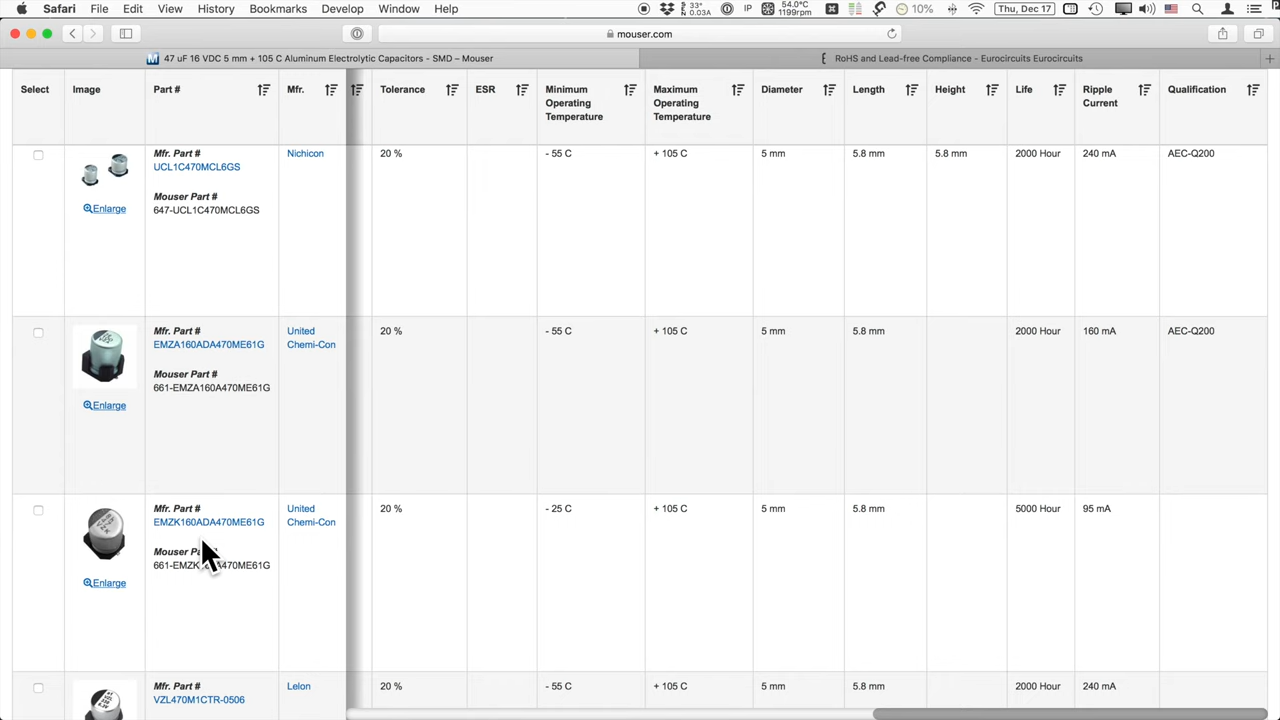 Safari File Edit View History Bookmarks Develop Window Help
33° 0.03A IP 54.0°C 1199rpm 10% Thu, Dec 17
mouser.com
M 47 uF 16 VDC 5 mm + 105 C Aluminum Electrolytic Capacitors - SMD – Mouser
RoHS and Lead-free Compliance - Eurocircuits Eurocircuits
Select Image Part # Mfr. Tolerance ESR Minimum Operating Temperature Maximum Operating Temperature Diameter Length Height Life Ripple Current Qualification
Mfr. Part # Nichicon 20 % - 55 C + 105 C 5 mm 5.8 mm 5.8 mm 2000 Hour 240 mA AEC-Q200
UCL1C470MCL6GS
Mouser Part #
Enlarge
647-UCL1C470MCL6GS
Mfr. Part # United Chemi-Con 20 % - 55 C + 105 C 5 mm 5.8 mm 2000 Hour 160 mA AEC-Q200
EMZA160ADA470ME61G
Mouser Part #
661-EMZA160A470ME61G
Enlarge
Mfr. Part # United Chemi-Con 20 % - 25 C + 105 C 5 mm 5.8 mm 5000 Hour 95 mA
EMZK160ADA470ME61G
Mouser
Enlarge
Mfr. Part # Lelon 20 % - 55 C + 105 C 5 mm 5.8 mm 2000 Hour 240 mA
VZL470M1CTR-0506